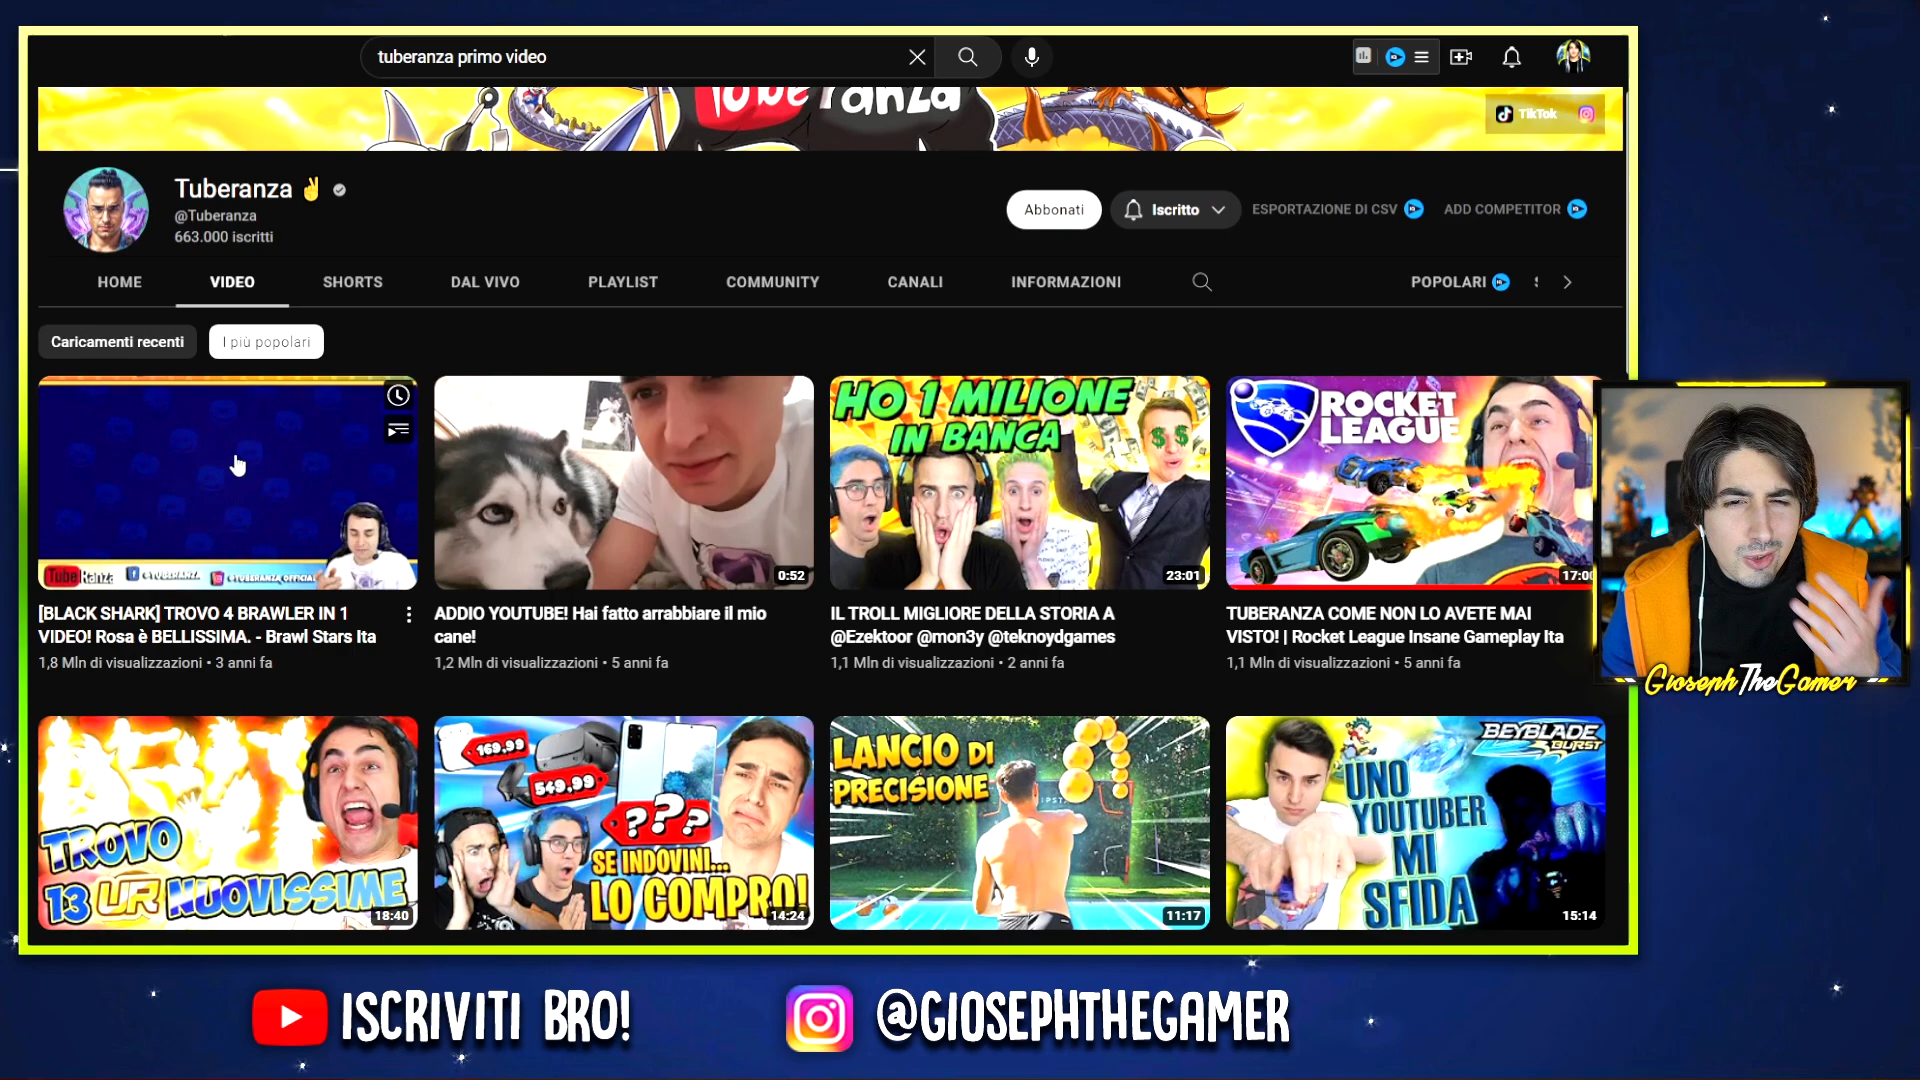 tuberanza primo video
TubeRanza
TikTok
Tuberanza
@Tuberanza
663.000 iscritti
Abbonati
Iscritto
ESPORTAZIONE DI CSV
ADD COMPETITOR
HOME
VIDEO
SHORTS
DAL VIVO
PLAYLIST
COMMUNITY
CANALI
INFORMAZIONI
POPOLARI
Caricamenti recenti
I più popolari
TubeRanza
@TUBERANZA
@TUBERANZA_OFFICIAL
[BLACK SHARK] TROVO 4 BRAWLER IN 1
VIDEO! Rosa è BELLISSIMA. - Brawl Stars Ita
1,8 Mln di visualizzazioni • 3 anni fa
0:52
ADDIO YOUTUBE! Hai fatto arrabbiare il mio
cane!
1,2 Mln di visualizzazioni • 5 anni fa
HO 1 MILIONE
IN BANCA
$ $
23:01
IL TROLL MIGLIORE DELLA STORIA A
@Ezektoor @mon3y @teknoydgames
1,1 Mln di visualizzazioni • 2 anni fa
ROCKET
LEAGUE
17:00
TUBERANZA COME NON LO AVETE MAI
VISTO! | Rocket League Insane Gameplay Ita
1,1 Mln di visualizzazioni • 5 anni fa
GiosephTheGamer
TROVO
13 UR NUOVISSIME
18:40
169.99
549.99
???
SE INDOVINI...
LO COMPRO!
14:24
LANCIO DI
PRECISIONE
11:17
BEYBLADE
BURST
UNO
YOUTUBER
MI
SFIDA
15:14
ISCRIVITI BRO!
@GIOSEPHTHEGAMER